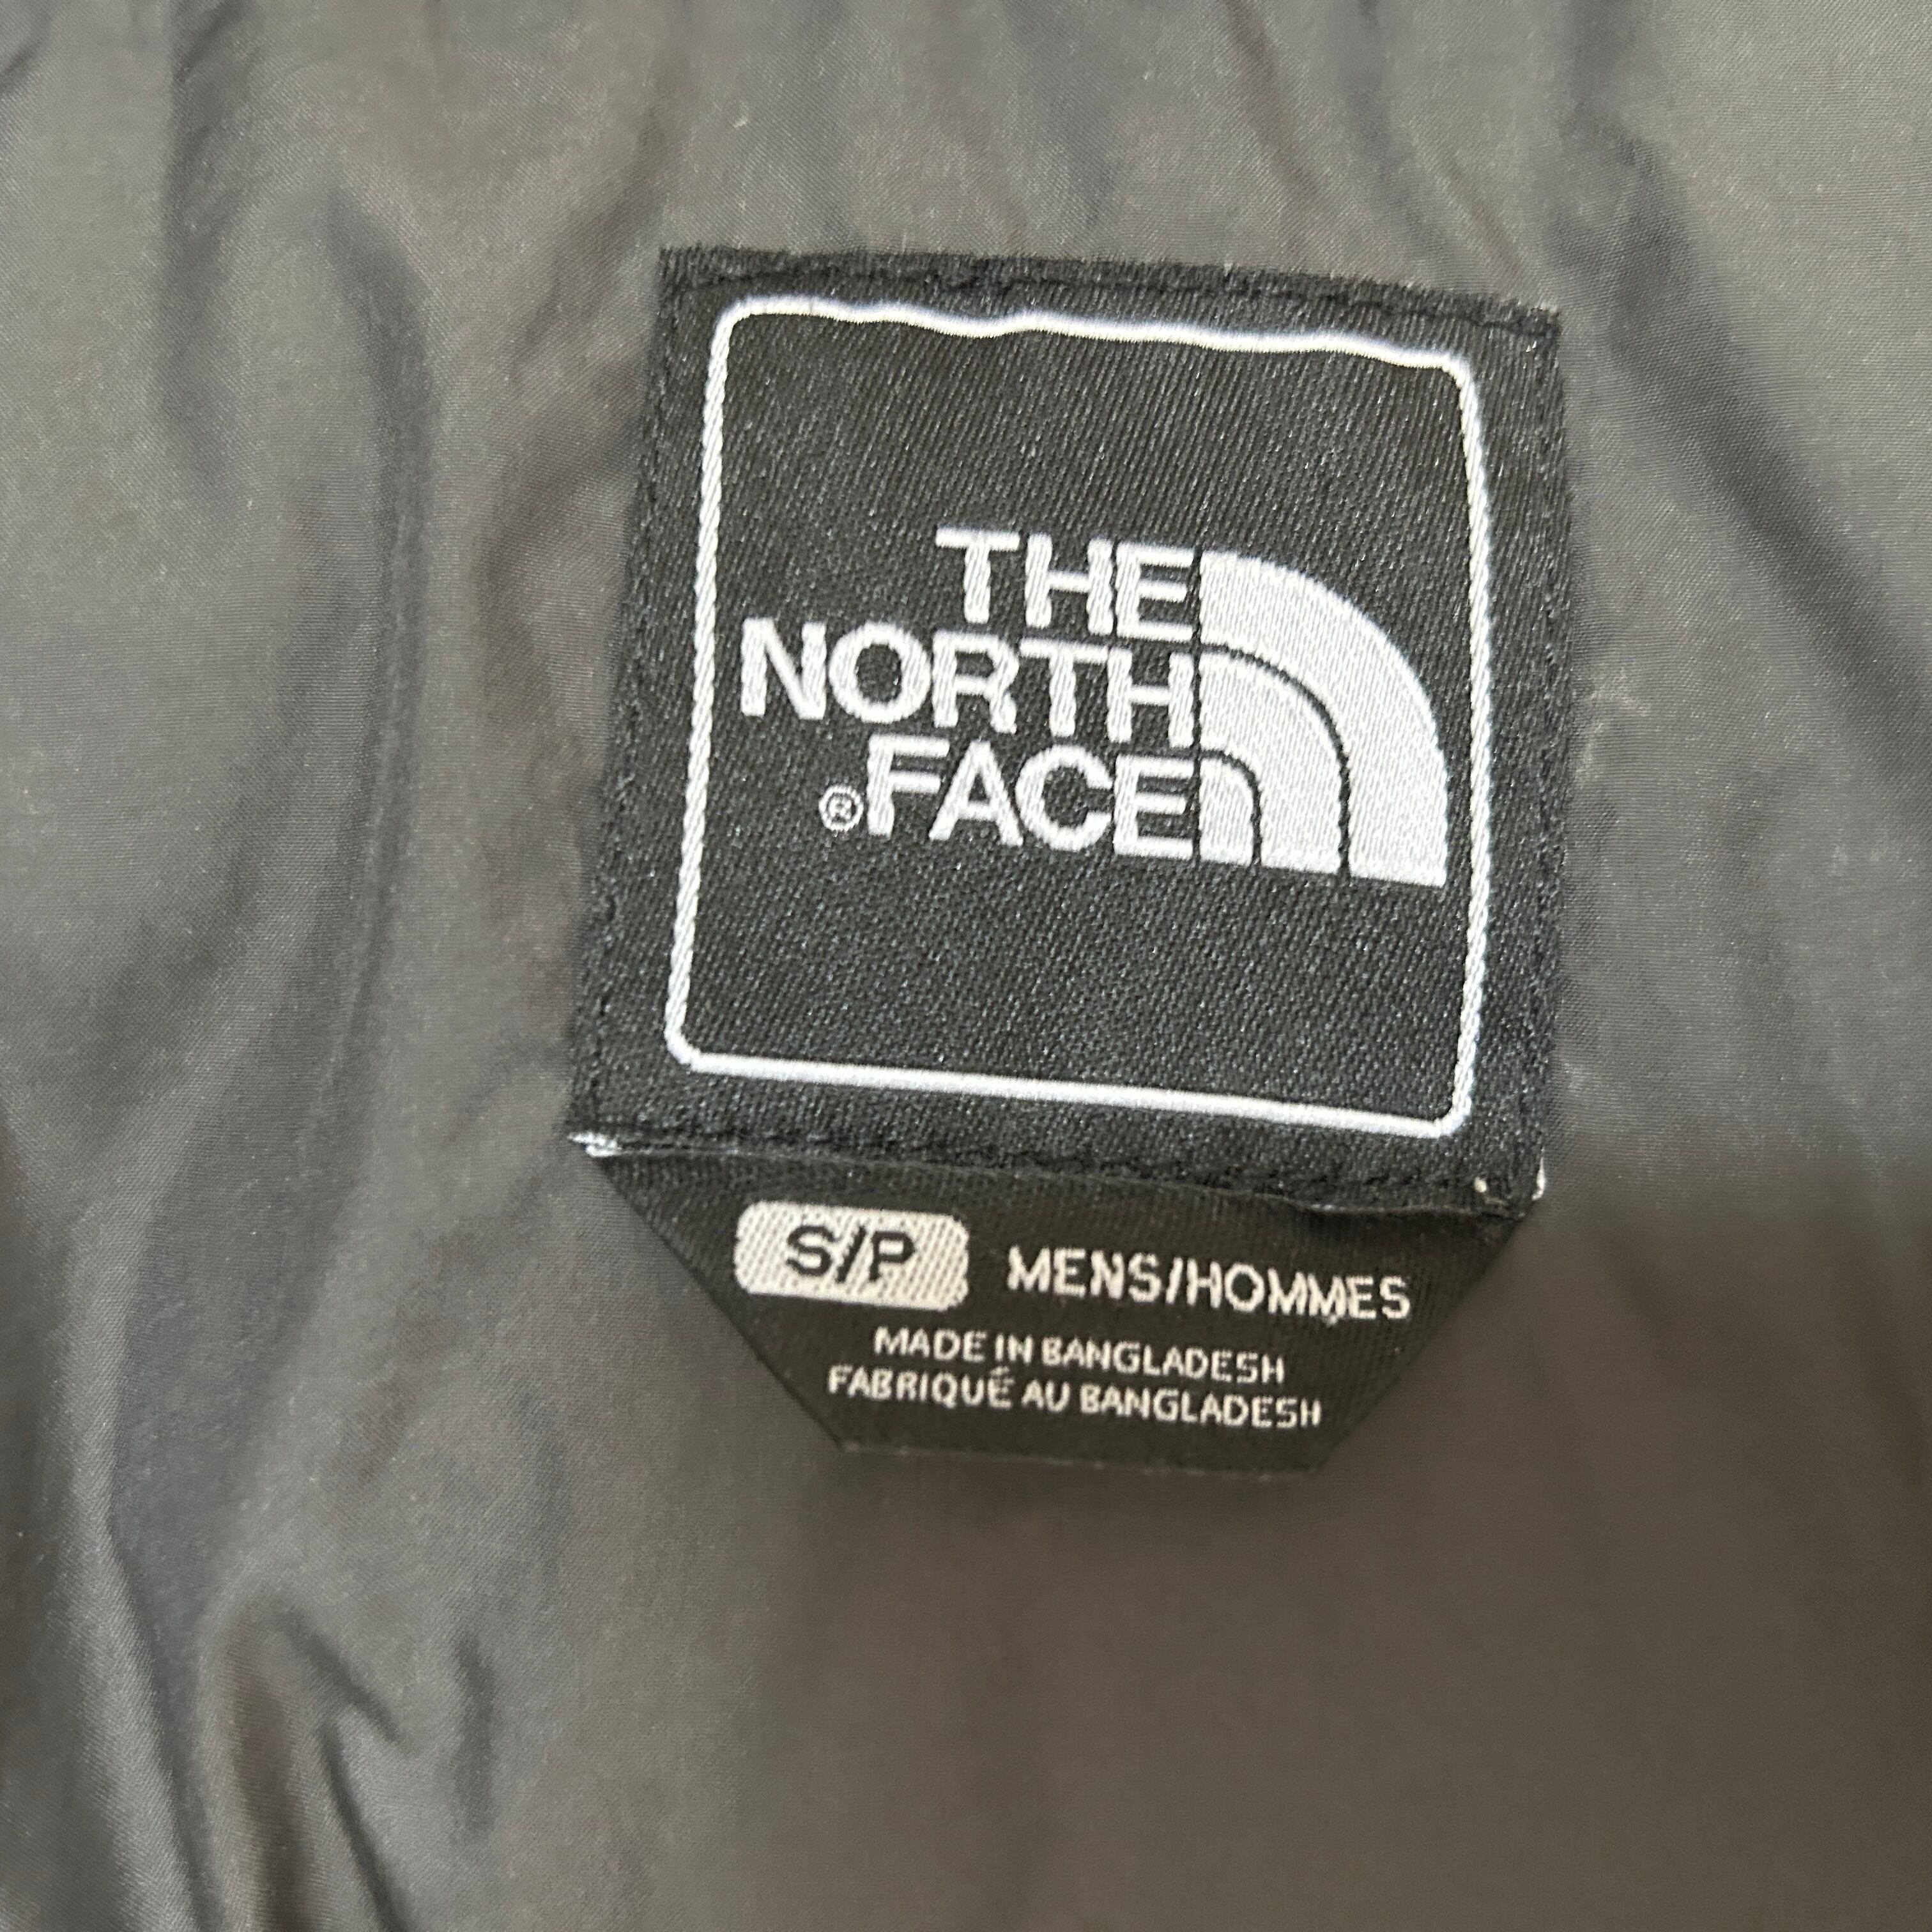 THE
NORTH
®FACE
S/P MENS/HOMMES
MADE IN BANGLADESH
FABRIQUÉ AU BANGLADESH